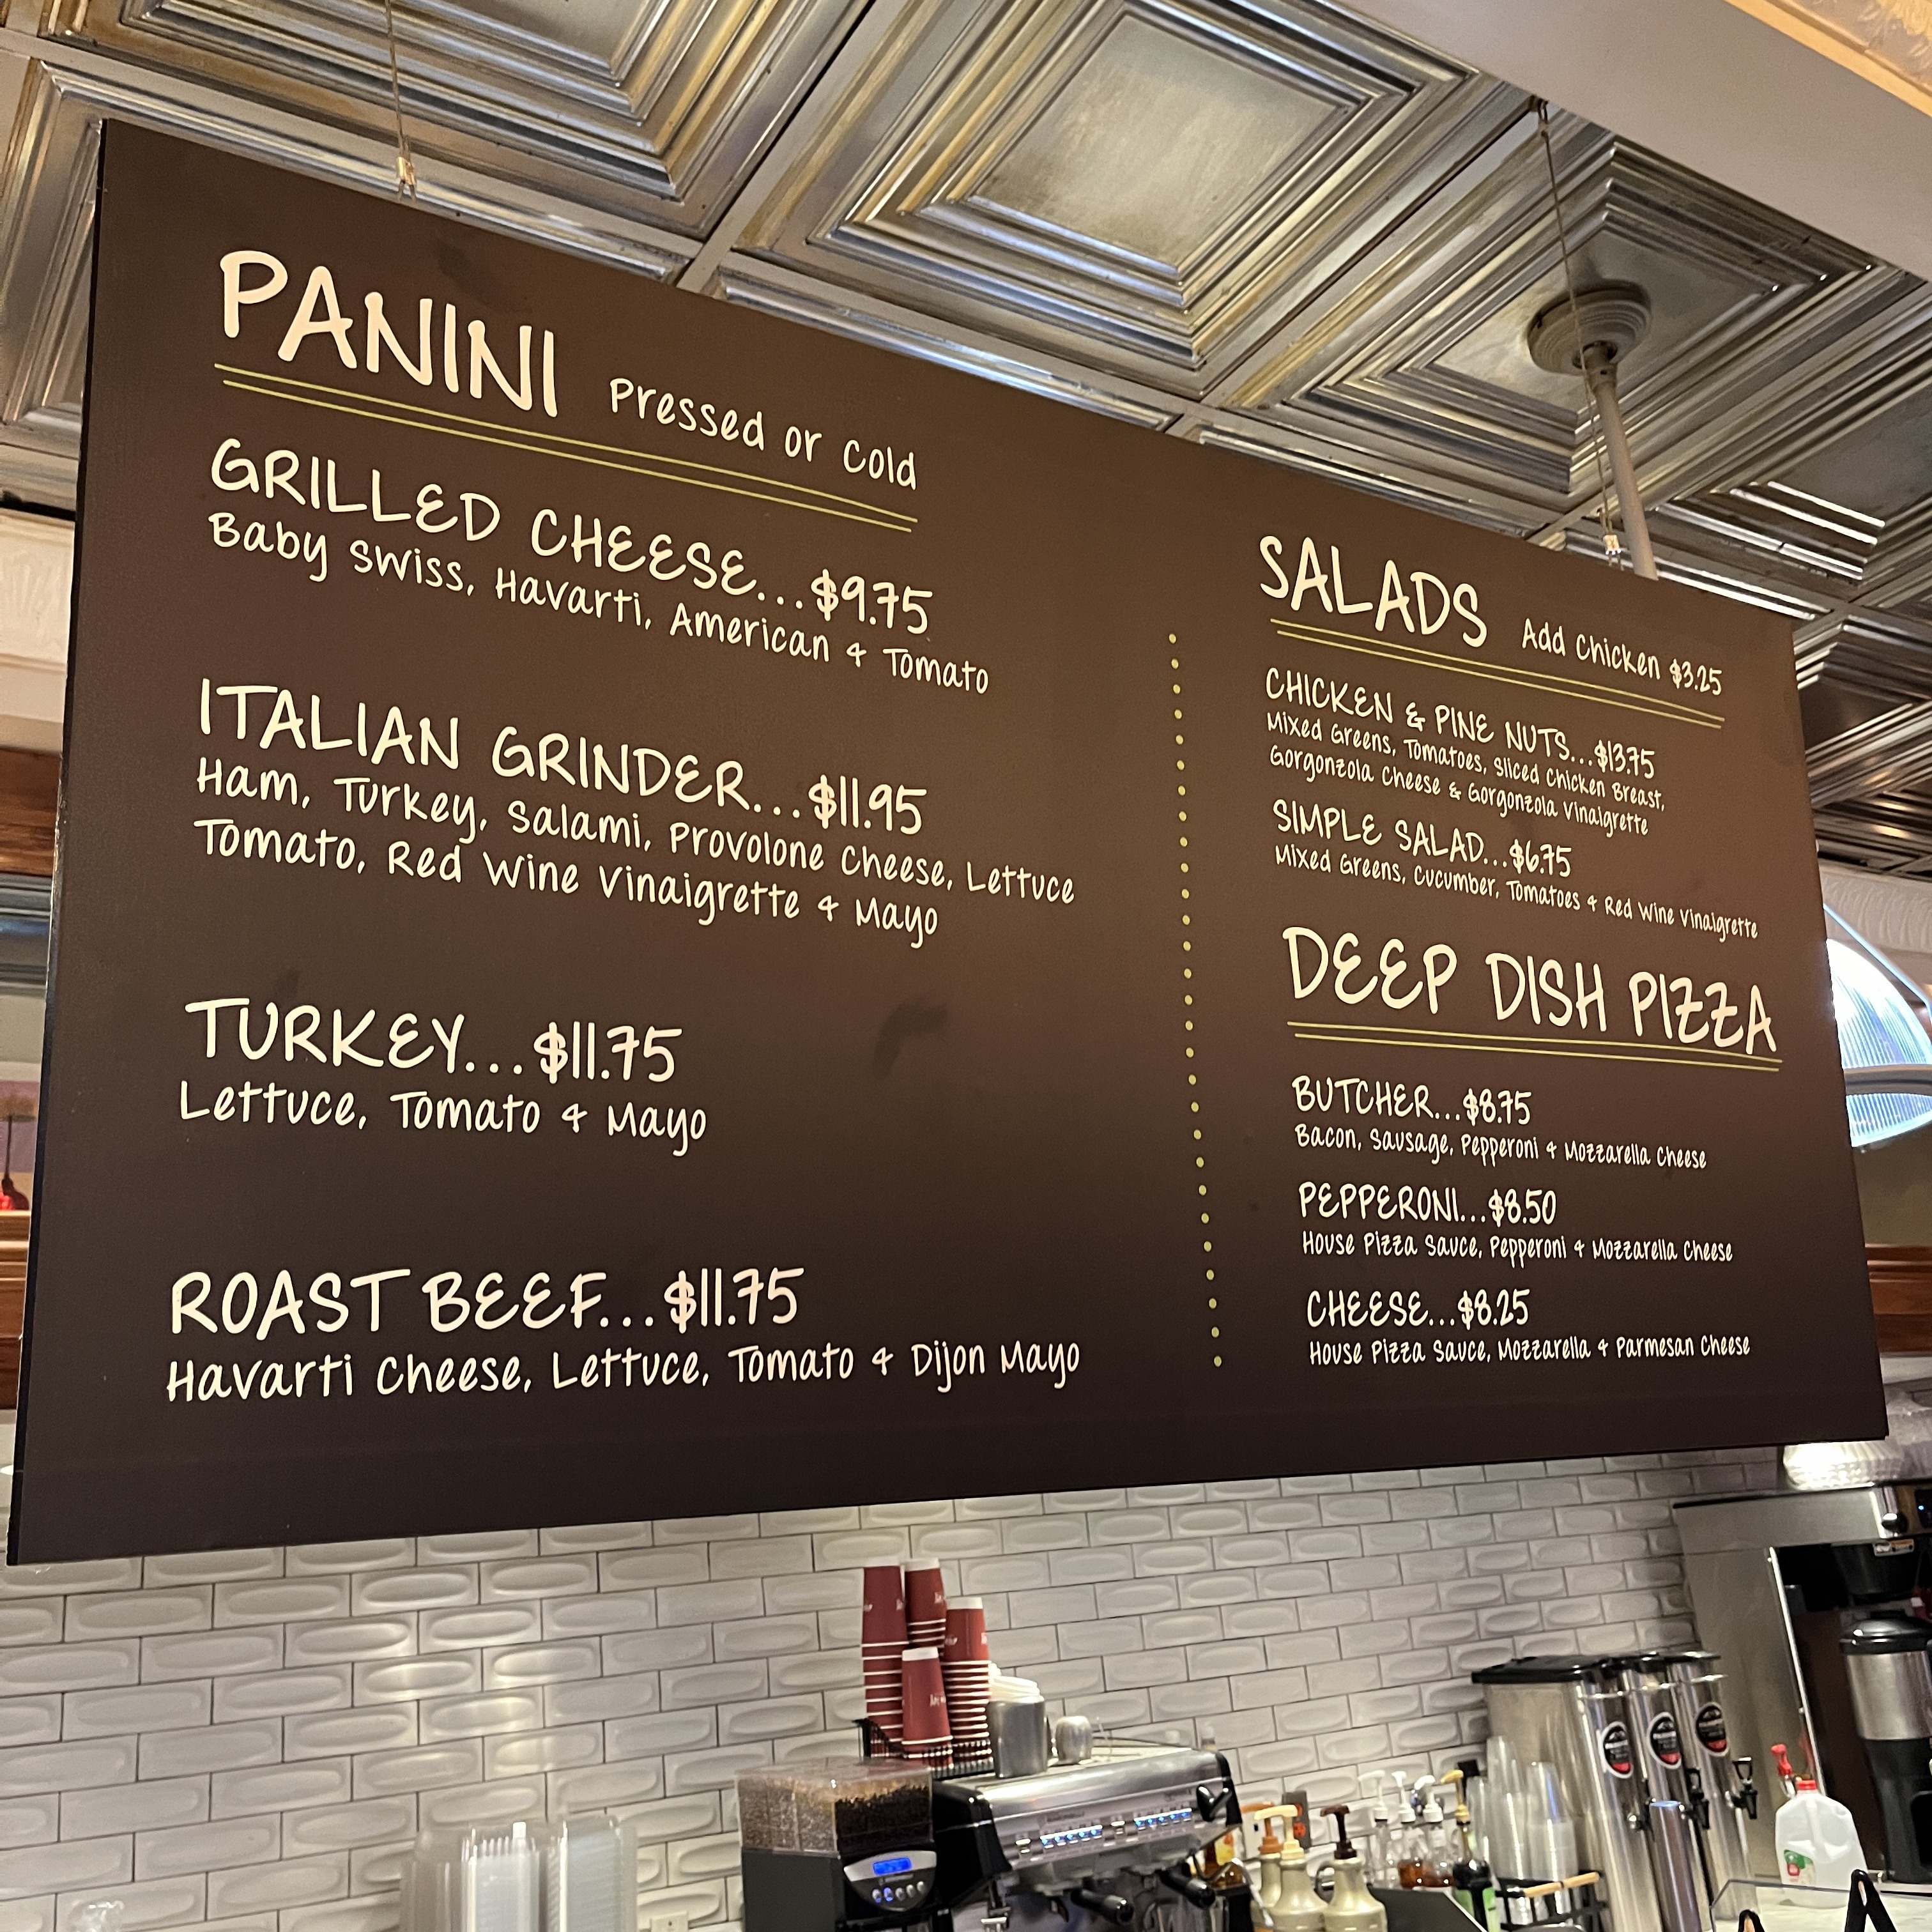 PANINI Pressed or Cold
GRILLED CHEESE...$9.75
Baby Swiss, Havarti, American & Tomato
ITALIAN GRINDER...$11.95
Ham, Turkey, Salami, Provolone Cheese, Lettuce
Tomato, Red Wine Vinaigrette & Mayo
TURKEY...$11.75
Lettuce, Tomato & Mayo
ROAST BEEF...$11.75
Havarti Cheese, Lettuce, Tomato & Dijon Mayo
SALADS Add Chicken $3.25
CHICKEN & PINE NUTS...$13.75
Mixed Greens, Tomatoes, Sliced Chicken Breast,
Gorgonzola Cheese & Gorgonzola Vinaigrette
SIMPLE SALAD...$6.75
Mixed Greens, Cucumber, Tomatoes & Red Wine Vinaigrette
DEEP DISH PIZZA
BUTCHER...$8.75
Bacon, Sausage, Pepperoni & Mozzarella Cheese
PEPPERONI...$8.50
House Pizza Sauce, Pepperoni & Mozzarella Cheese
CHEESE...$8.25
House Pizza Sauce, Mozzarella & Parmesan Cheese